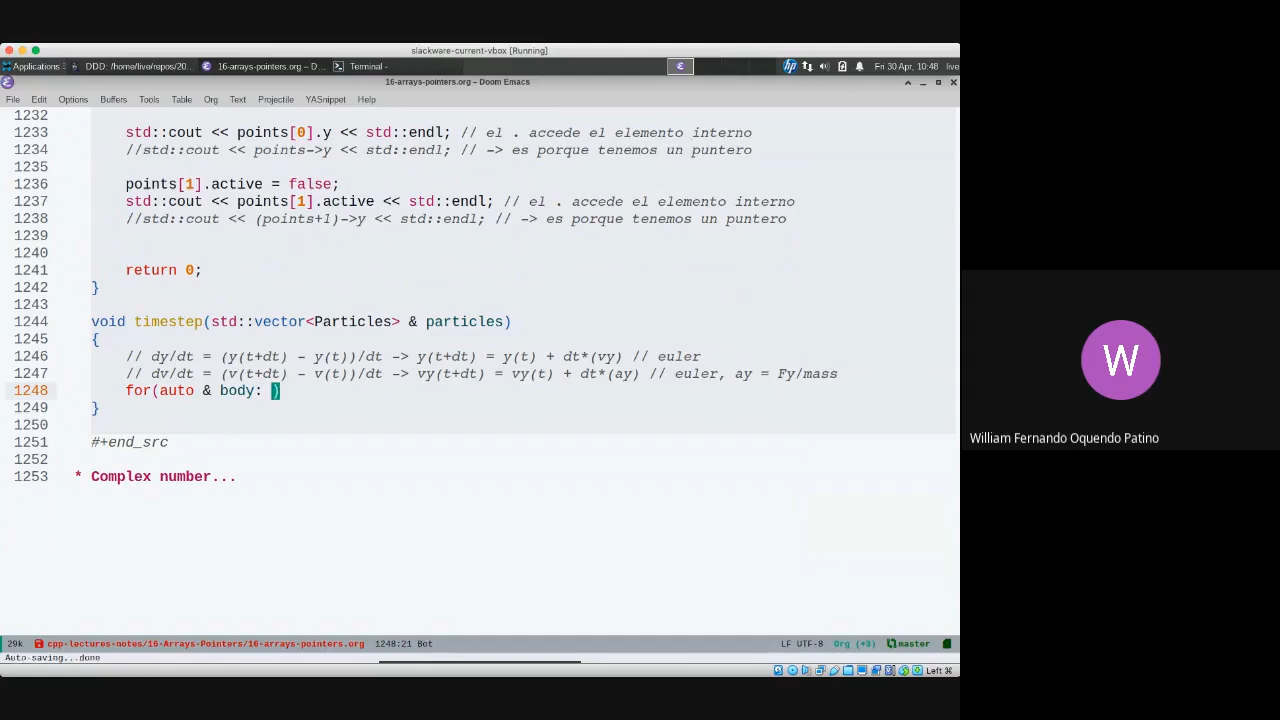 slackware-current-vbox [Running]
Applications DDD: /home/live/repos/20... 16-arrays-pointers.org – D... Terminal - Fri 30 Apr, 10:48 live
16-arrays-pointers.org – Doom Emacs
File Edit Options Buffers Tools Table Org Text Projectile YASnippet Help
1232
1233 std::cout << points[0].y << std::endl; // el . accede el elemento interno
1234 //std::cout << points->y << std::endl; // -> es porque tenemos un puntero
1235
1236 points[1].active = false;
1237 std::cout << points[1].active << std::endl; // el . accede el elemento interno
1238 //std::cout << (points+1)->y << std::endl; // -> es porque tenemos un puntero
1239
1240
1241 return 0;
1242 }
1243
1244 void timestep(std::vector<Particles> & particles)
1245 {
1246 // dy/dt = (y(t+dt) – y(t))/dt -> y(t+dt) = y(t) + dt*(vy) // euler
1247 // dv/dt = (v(t+dt) – v(t))/dt -> vy(t+dt) = vy(t) + dt*(ay) // euler, ay = Fy/mass
1248 for(auto & body: )
1249 }
1250
1251 #+end_src
1252
1253 * Complex number...
W
William Fernando Oquendo Patino
29k cpp-lectures-notes/16-Arrays-Pointers/16-arrays-pointers.org 1248:21 Bot LF UTF-8 Org (+3) master
Auto-saving...done
Left ⌘